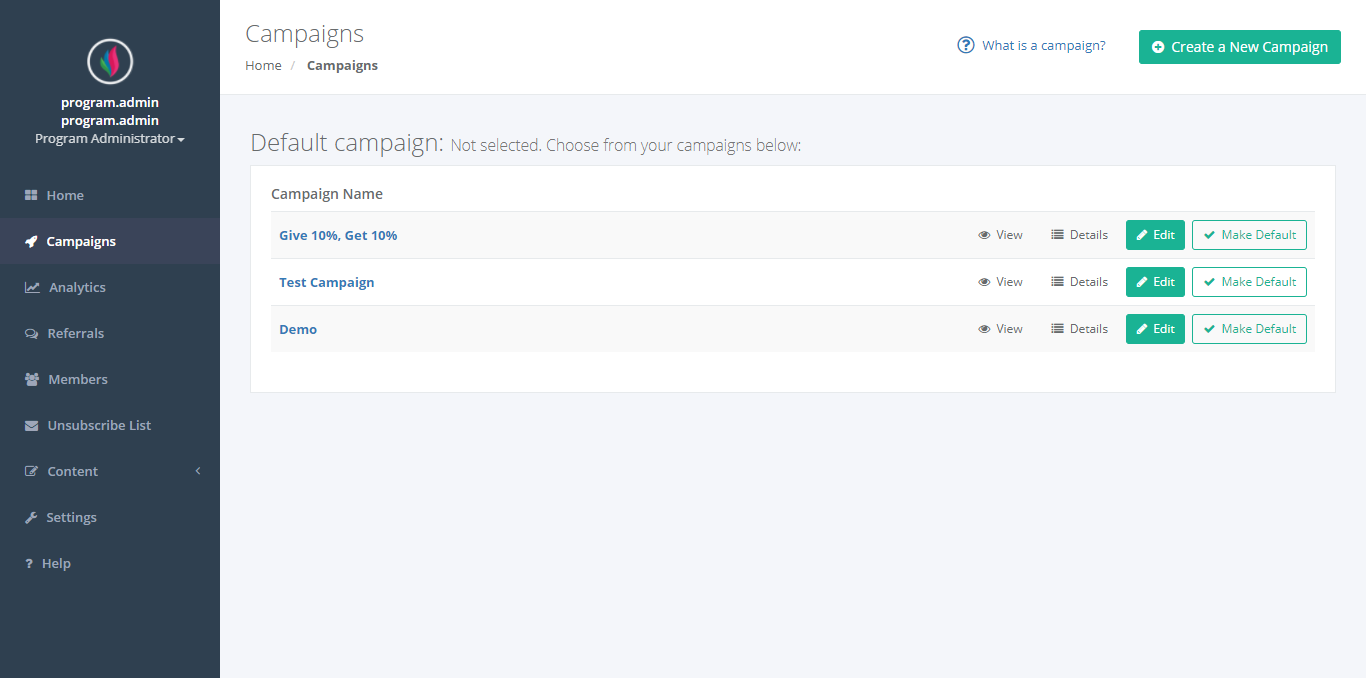 program.admin
program.admin
Program Administrator
Home
Campaigns
Analytics
Referrals
Members
Unsubscribe List
Content
Settings
? Help
Campaigns
Home / Campaigns
? What is a campaign?
Create a New Campaign
Default campaign: Not selected. Choose from your campaigns below:
Campaign Name
Give 10%, Get 10% View Details Edit Make Default
Test Campaign View Details Edit Make Default
Demo View Details Edit Make Default